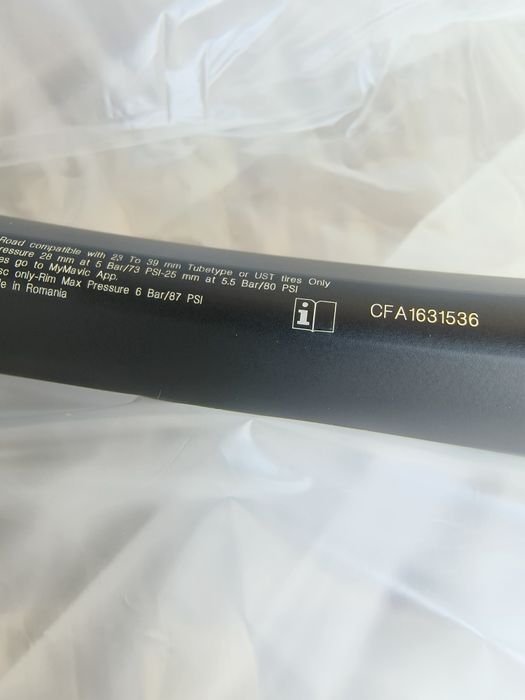 Road compatible with 23 To 39 mm Tubetype or UST tires Only
ressure 28 mm at 5 Bar/73 PSI-25 mm at 5.5 Bar/80 PSI
es go to MyMavic App.
sc only-Rim Max Pressure 6 Bar/87 PSI
de in Romania
i
CFA1631536